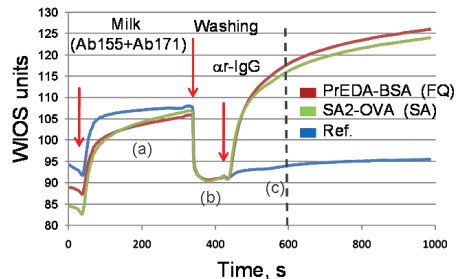 Milk
(Ab155+Ab171)
Washing
αr-IgG
WIOS units
130
125
120
115
110
105
100
95
90
85
80
(a)
(b)
(c)
PrEDA-BSA (FQ)
SA2-OVA (SA)
Ref.
0
200
400
600
800
1000
Time, s